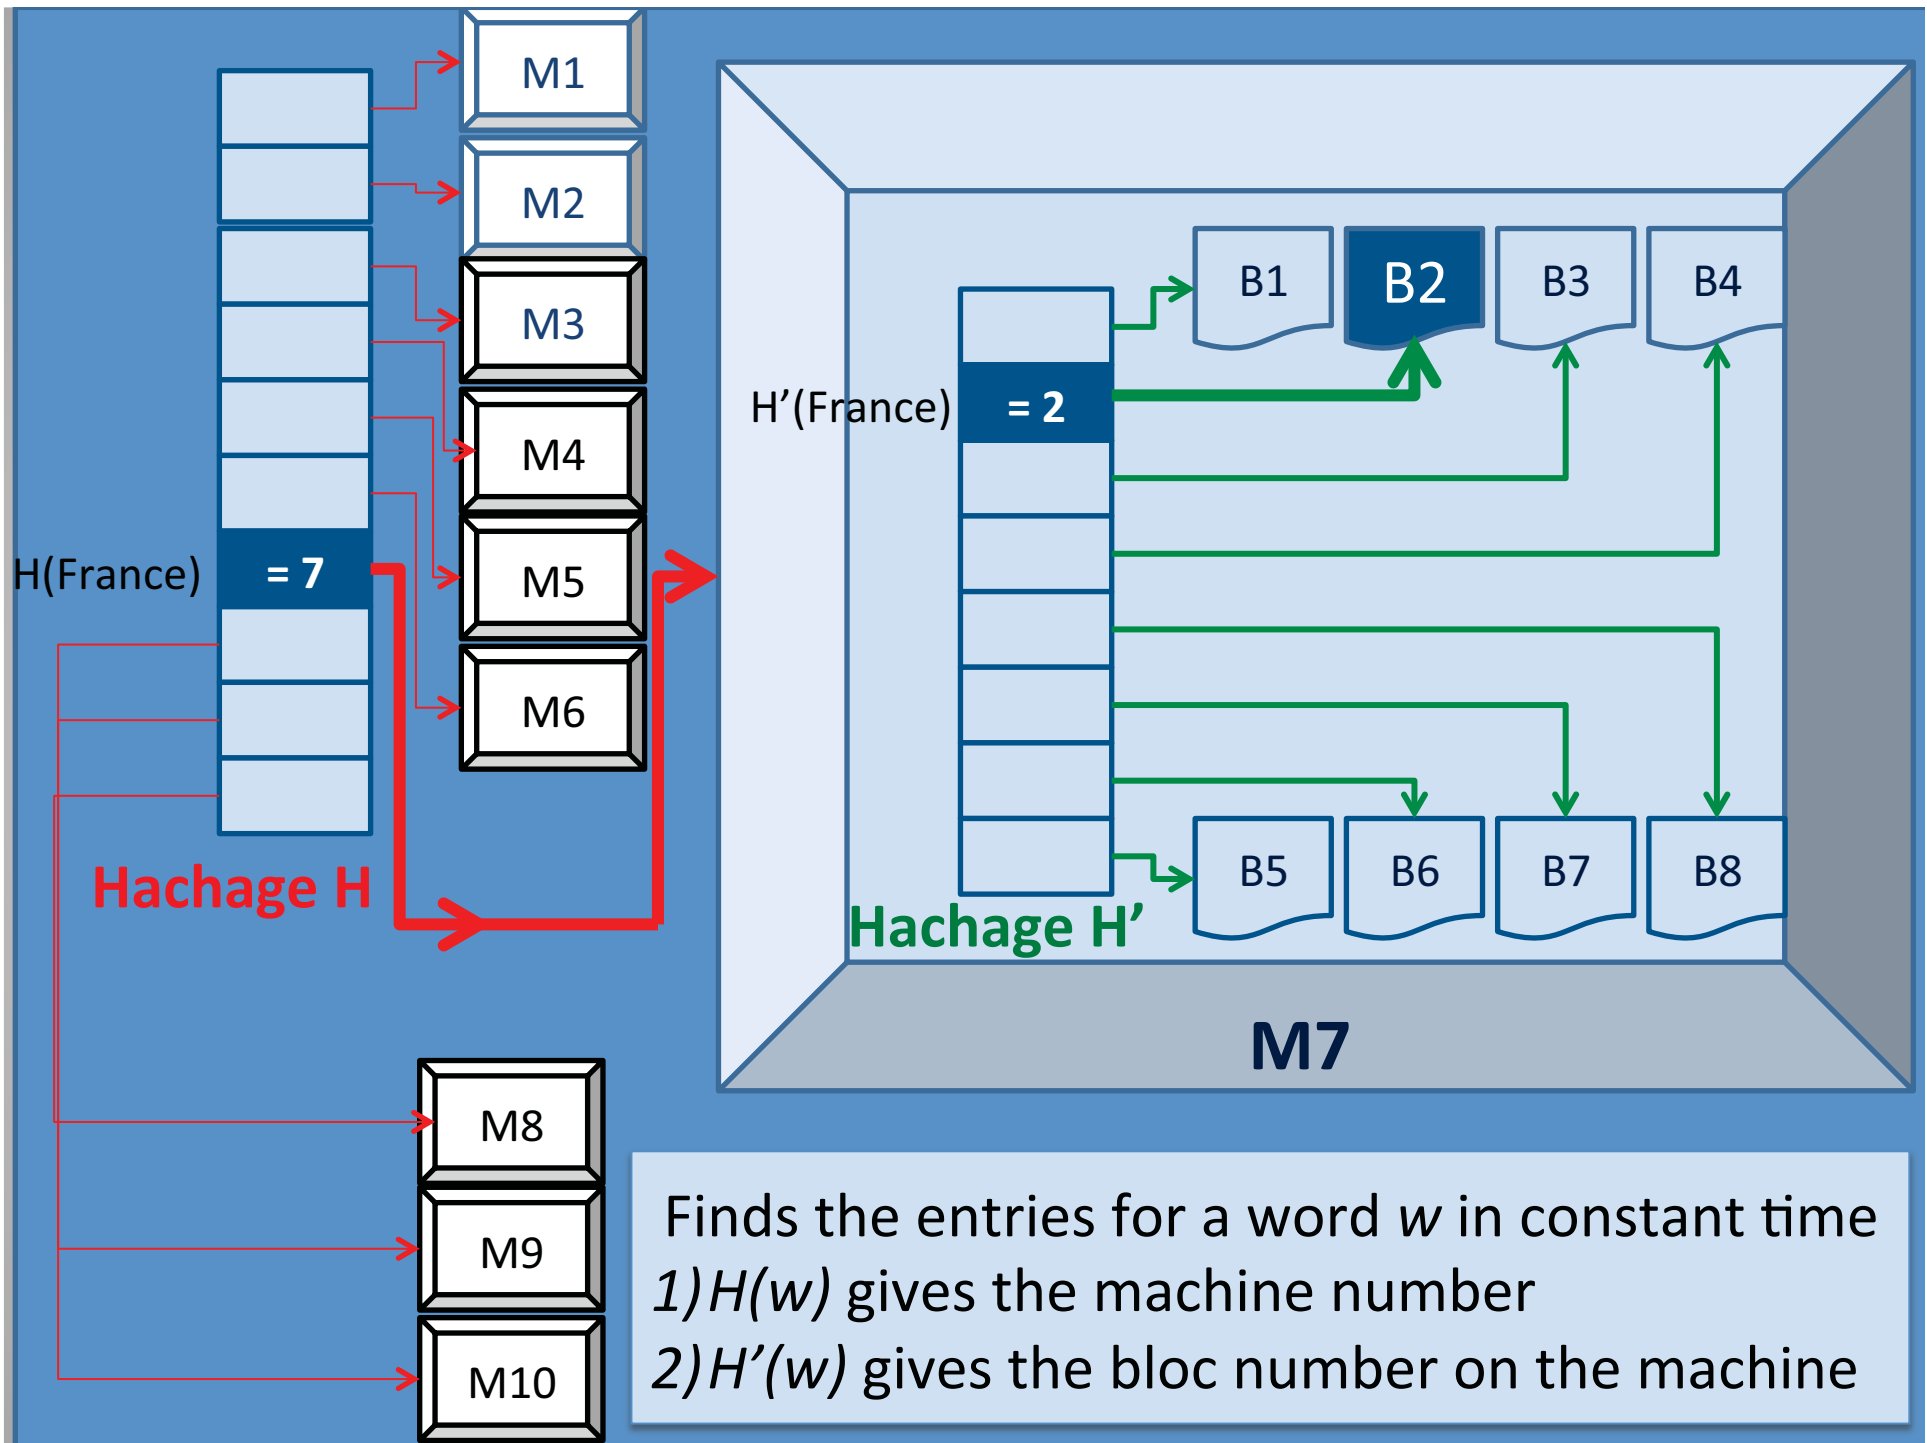 M1
M2
M3
M4
M5
M6
H(France)
= 7
Hachage H
B1
B2
B3
B4
H’(France)
= 2
B5
B6
B7
B8
Hachage H’
M7
M8
M9
M10
Finds the entries for a word w in constant time
1) H(w) gives the machine number
2) H’(w) gives the bloc number on the machine